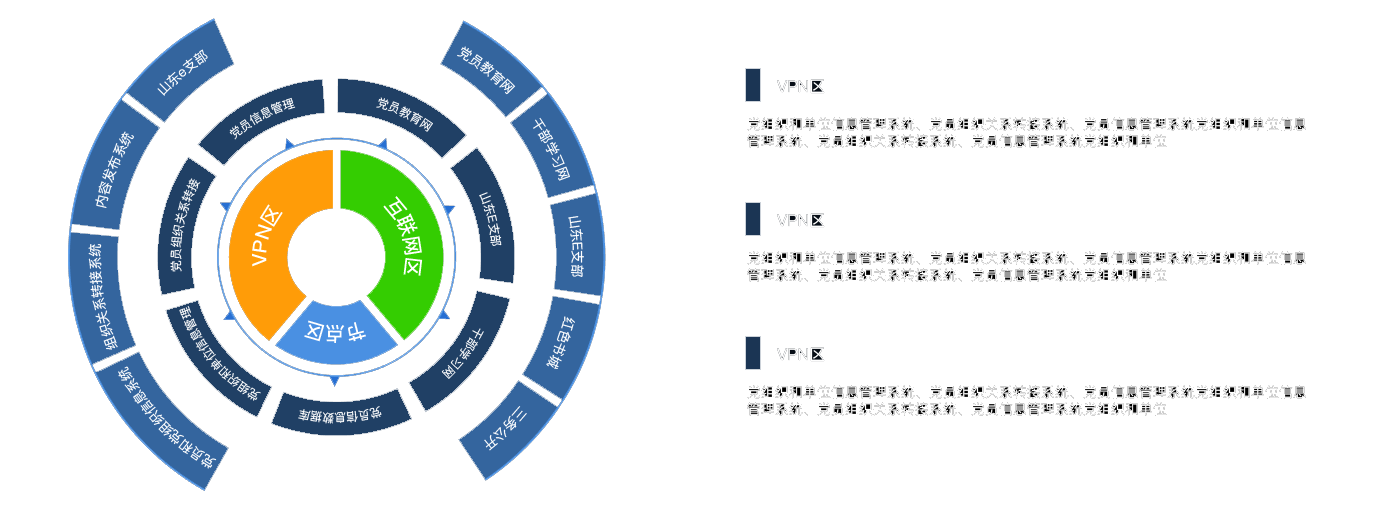 山东e支部
内容发布系统
组织关系转接系统
党员和党组织信息系统
党员信息管理
党员组织关系转接
党组织和单位信息管理
党员信息数据库
党员教育网
山东E支部
干部学习网
VPN区
互联网区
节点区
党员教育网
干部学习网
山东E支部
红色书城
三务公开
VPN区
党组织和单位信息管理系统、党员组织关系转接系统、党员信息管理系统党组织和单位信息
管理系统、党员组织关系转接系统、党员信息管理系统党组织和单位
VPN区
党组织和单位信息管理系统、党员组织关系转接系统、党员信息管理系统党组织和单位信息
管理系统、党员组织关系转接系统、党员信息管理系统党组织和单位
VPN区
党组织和单位信息管理系统、党员组织关系转接系统、党员信息管理系统党组织和单位信息
管理系统、党员组织关系转接系统、党员信息管理系统党组织和单位